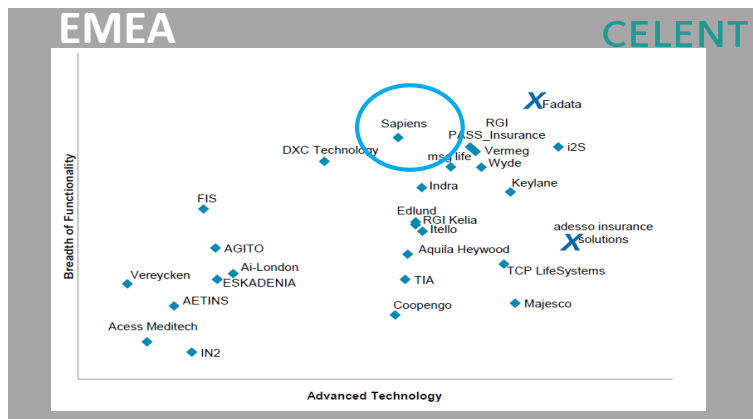 EMEA
CELENT
Fadata
Sapiens
RGI
PASS_Insurance
DXC Technology
msg life
Vermeg
i2S
Wyde
Indra
Keylane
FIS
Edlund
RGI Kelia
Itello
adesso insurance
solutions
AGITO
Aquila Heywood
Ai-London
TCP LifeSystems
Vereycken
ESKADENIA
TIA
AETINS
Coopengo
Majesco
Acess Meditech
IN2
Breadth of Functionality
Advanced Technology